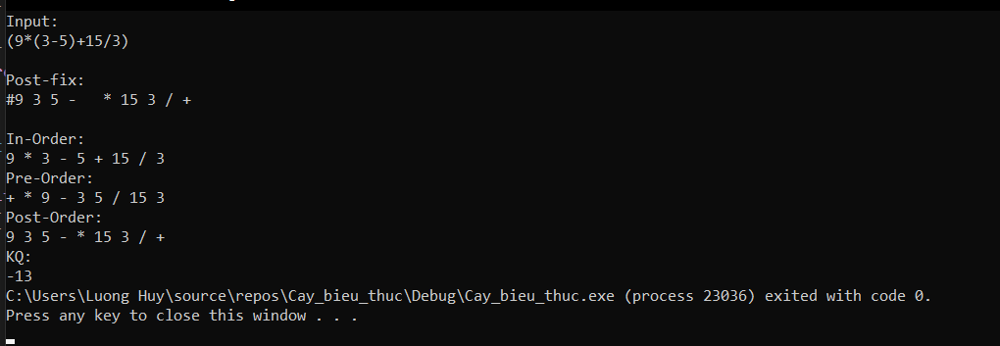 Input:
(9*(3-5)+15/3)
Post-fix:
#9 3 5 -   * 15 3 / +
In-Order:
9 * 3 - 5 + 15 / 3
Pre-Order:
+ * 9 - 3 5 / 15 3
Post-Order:
9 3 5 - * 15 3 / +
KQ:
-13
C:\Users\Luong Huy\source\repos\Cay_bieu_thuc\Debug\Cay_bieu_thuc.exe (process 23036) exited with code 0.
Press any key to close this window . . .